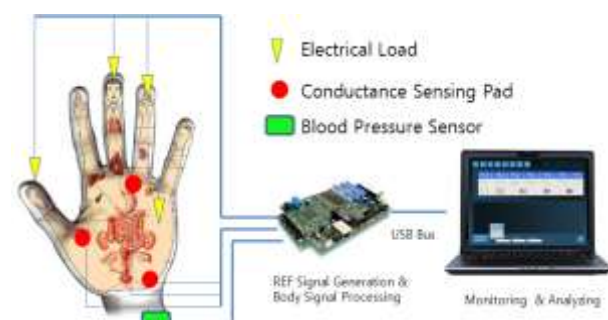 Electrical Load
Conductance Sensing Pad
Blood Pressure Sensor
USB Bus
REF Signal Generation &
Body Signal Processing
Monitoring & Analyzing